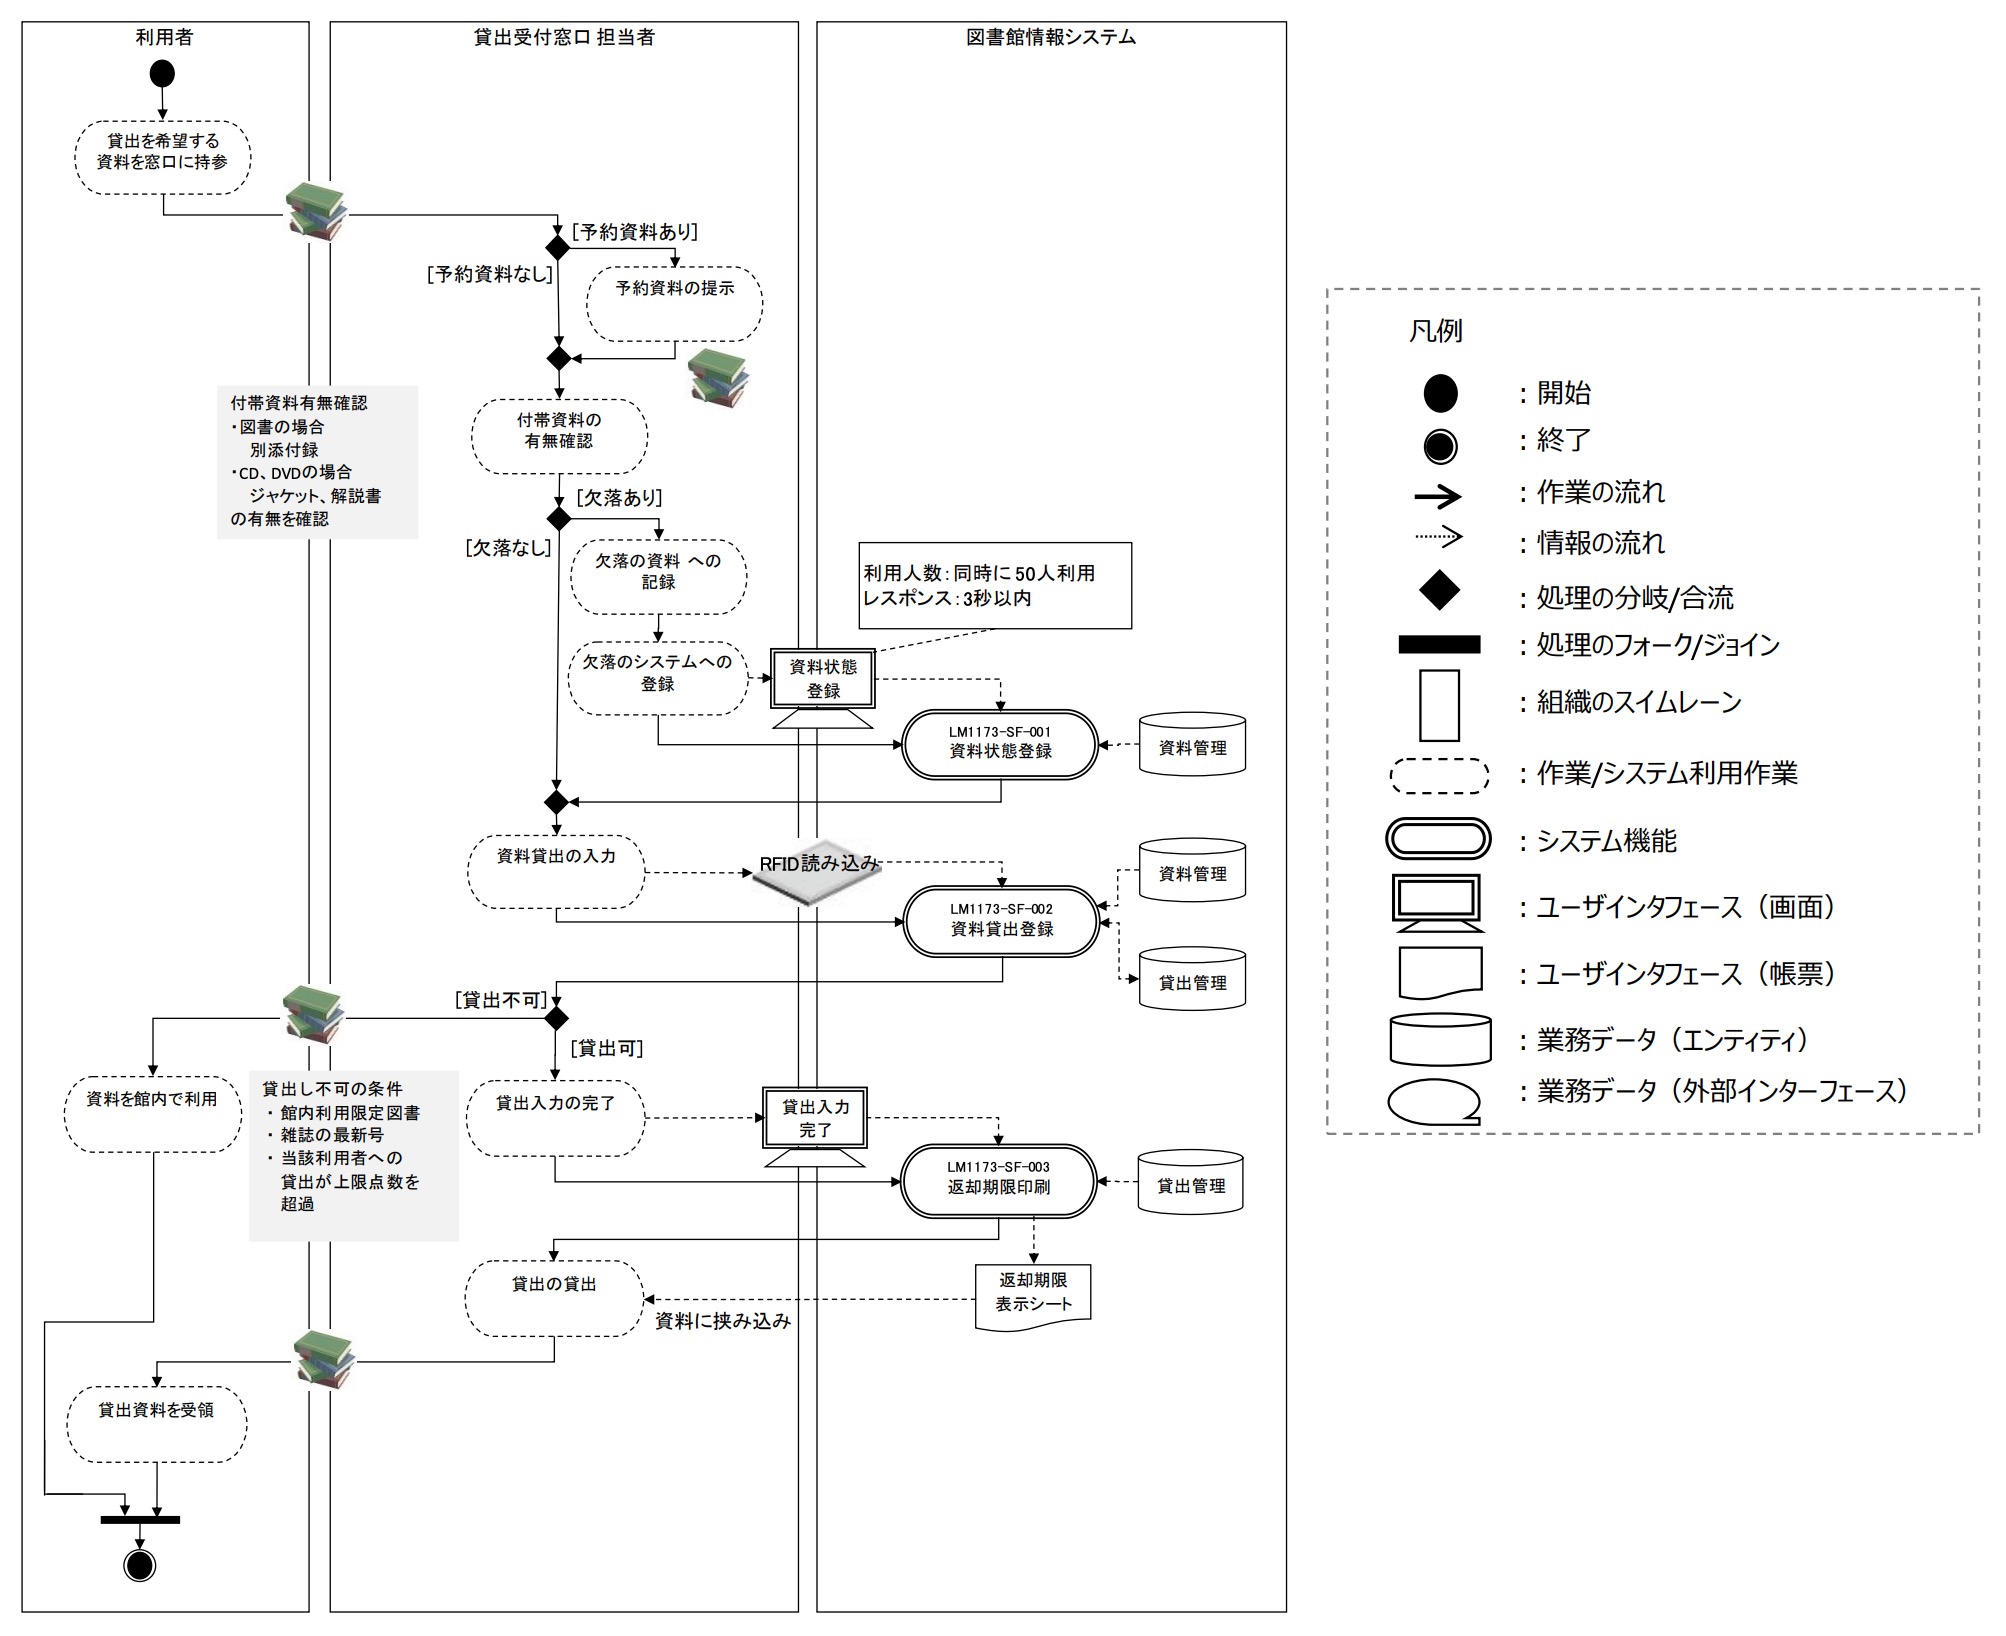 利用者
貸出受付窓口 担当者
図書館情報システム
貸出を希望する
資料を窓口に持参
[予約資料あり]
[予約資料なし]
予約資料の提示
付帯資料有無確認
・図書の場合
別添付録
・CD、DVDの場合
ジャケット、解説書
の有無を確認
付帯資料の
有無確認
[欠落あり]
[欠落なし]
欠落の資料 への
記録
利用人数：同時に50人利用
レスポンス：3秒以内
欠落のシステムへの
登録
資料状態
登録
LM1173-SF-001
資料状態登録
資料管理
資料貸出の入力
RFID読み込み
資料管理
LM1173-SF-002
資料貸出登録
貸出管理
[貸出不可]
[貸出可]
資料を館内で利用
貸出し不可の条件
・ 館内利用限定図書
・ 雑誌の最新号
・ 当該利用者への
貸出が上限点数を
超過
貸出入力の完了
貸出入力
完了
LM1173-SF-003
返却期限印刷
貸出管理
貸出の貸出
資料に挟み込み
返却期限
表示シート
貸出資料を受領
凡例
：開始
：終了
：作業の流れ
：情報の流れ
：処理の分岐/合流
：処理のフォーク/ジョイン
：組織のスイムレーン
：作業/システム利用作業
：システム機能
：ユーザインタフェース（画面）
：ユーザインタフェース（帳票）
：業務データ（エンティティ）
：業務データ（外部インターフェース）